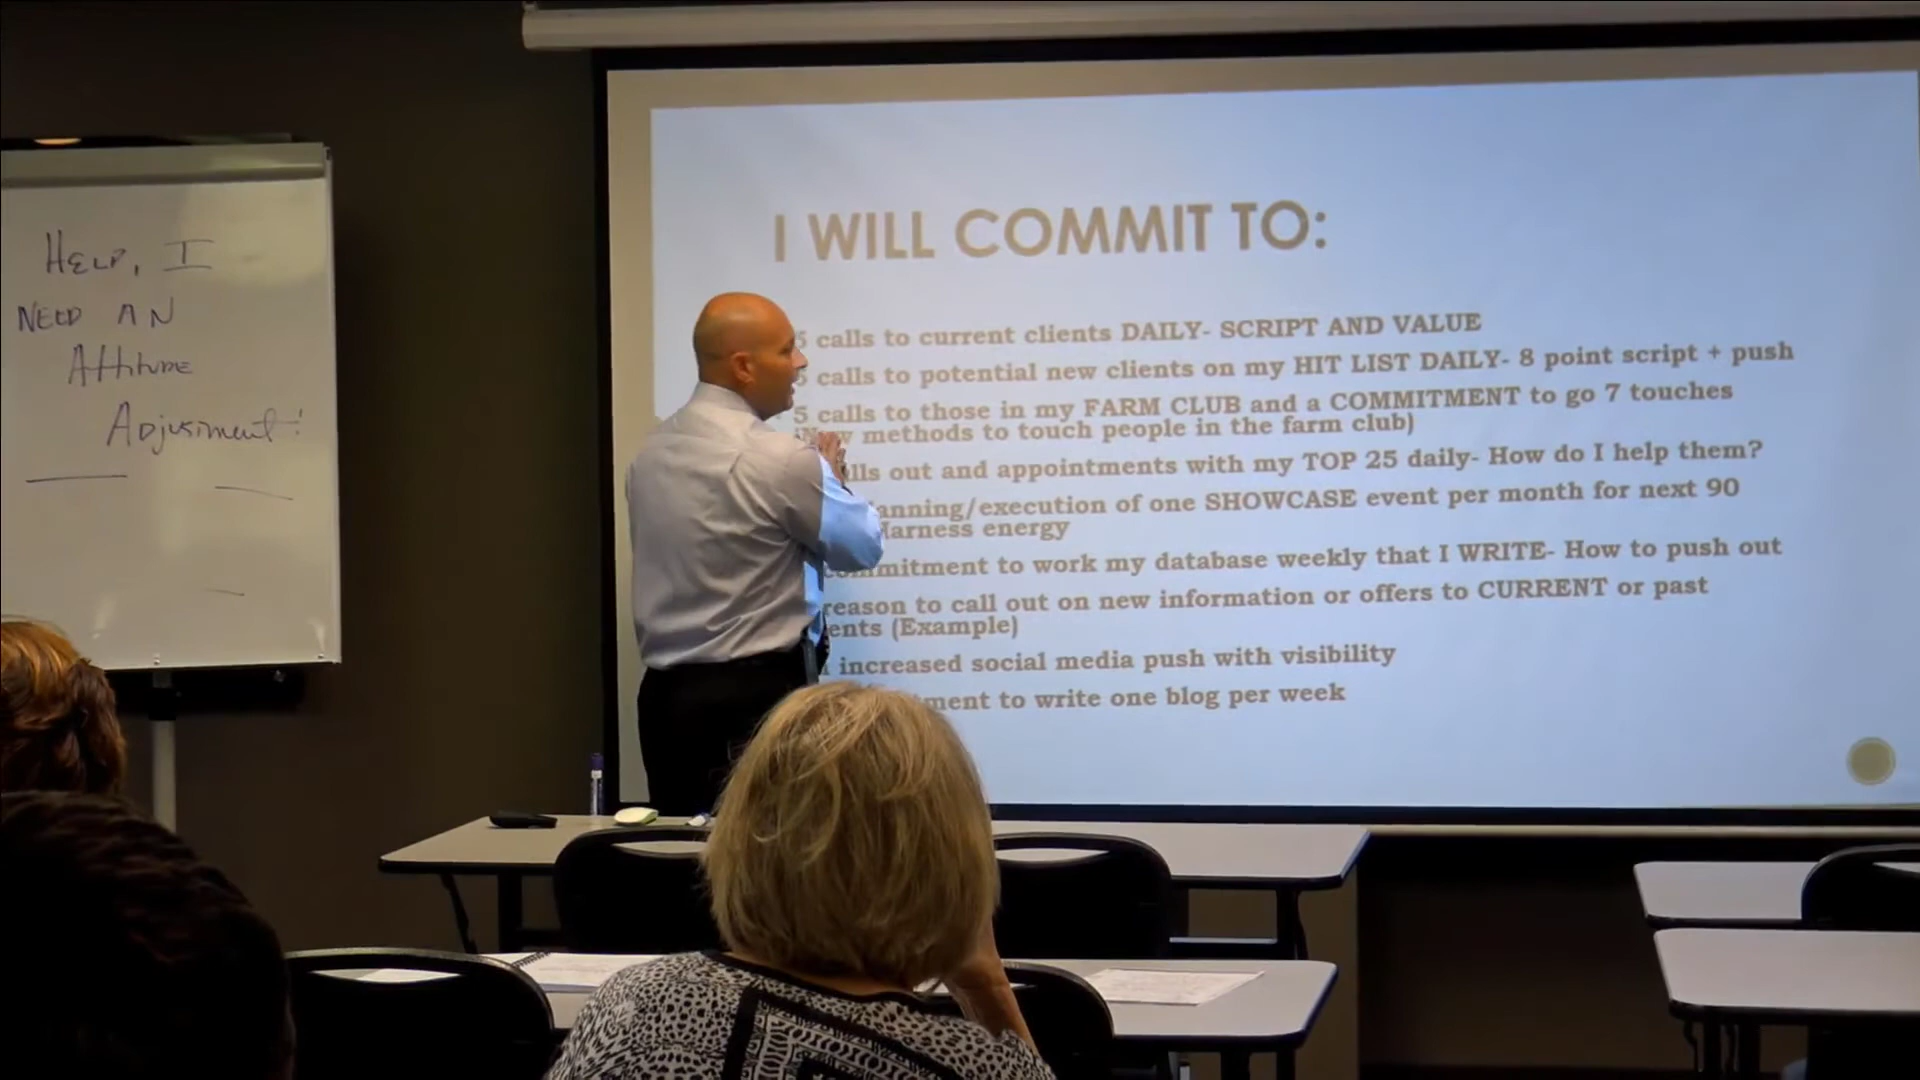 HELP, I
NEED AN
Attitude
ADJUSTMENT!
I WILL COMMIT TO:
5 calls to current clients DAILY- SCRIPT AND VALUE
5 calls to potential new clients on my HIT LIST DAILY- 8 point script + push
5 calls to those in my FARM CLUB and a COMMITMENT to go 7 touches
(New methods to touch people in the farm club)
out and appointments with my TOP 25 daily- How do I help them?
of one SHOWCASE event per month for next 90
Harness energy
to work my database weekly that I WRITE- How to push out
reason to call out on new information or offers to CURRENT or past
(Example)
increased social media push with visibility
to write one blog per week